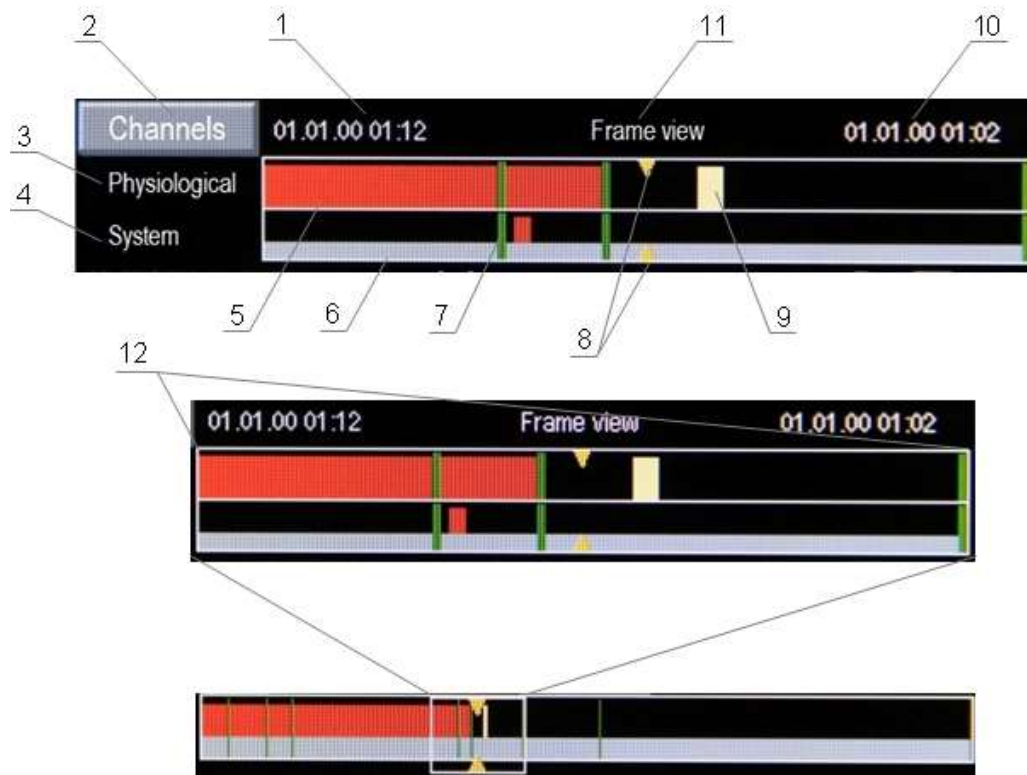 2 1 11 10
Channels 01.01.00 01:12 Frame view 01.01.00 01:02
3 Physiological
4 System
5 6 7 8 9
12
01.01.00 01:12 Frame view 01.01.00 01:02